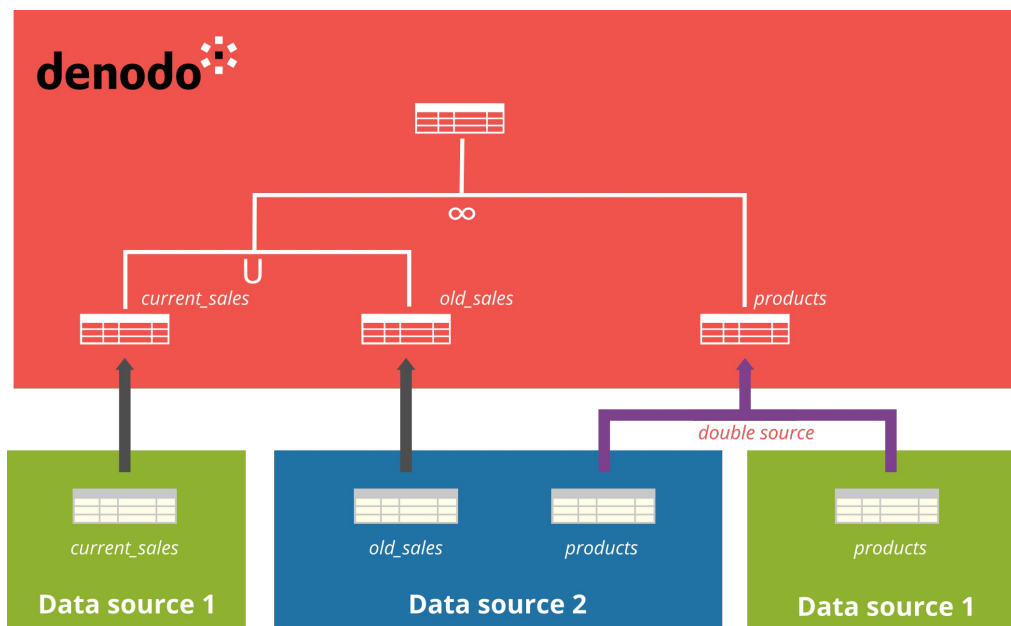 denodo
∞
∪
current_sales
old_sales
products
double source
current_sales
old_sales
products
products
Data source 1
Data source 2
Data source 1